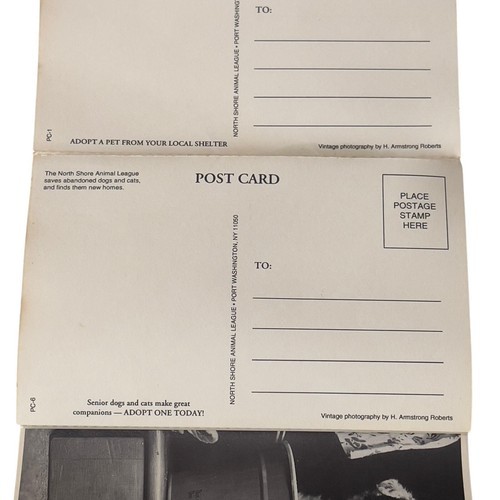 TO:
NORTH SHORE ANIMAL LEAGUE • PORT WASHINGTON, NY
PC-1
ADOPT A PET FROM YOUR LOCAL SHELTER
Vintage photography by H. Armstrong Roberts
The North Shore Animal League
saves abandoned dogs and cats,
and finds them new homes.
POST CARD
PLACE
POSTAGE
STAMP
HERE
NORTH SHORE ANIMAL LEAGUE • PORT WASHINGTON, NY 11050
TO:
PC-6
Senior dogs and cats make great
companions — ADOPT ONE TODAY!
Vintage photography by H. Armstrong Roberts